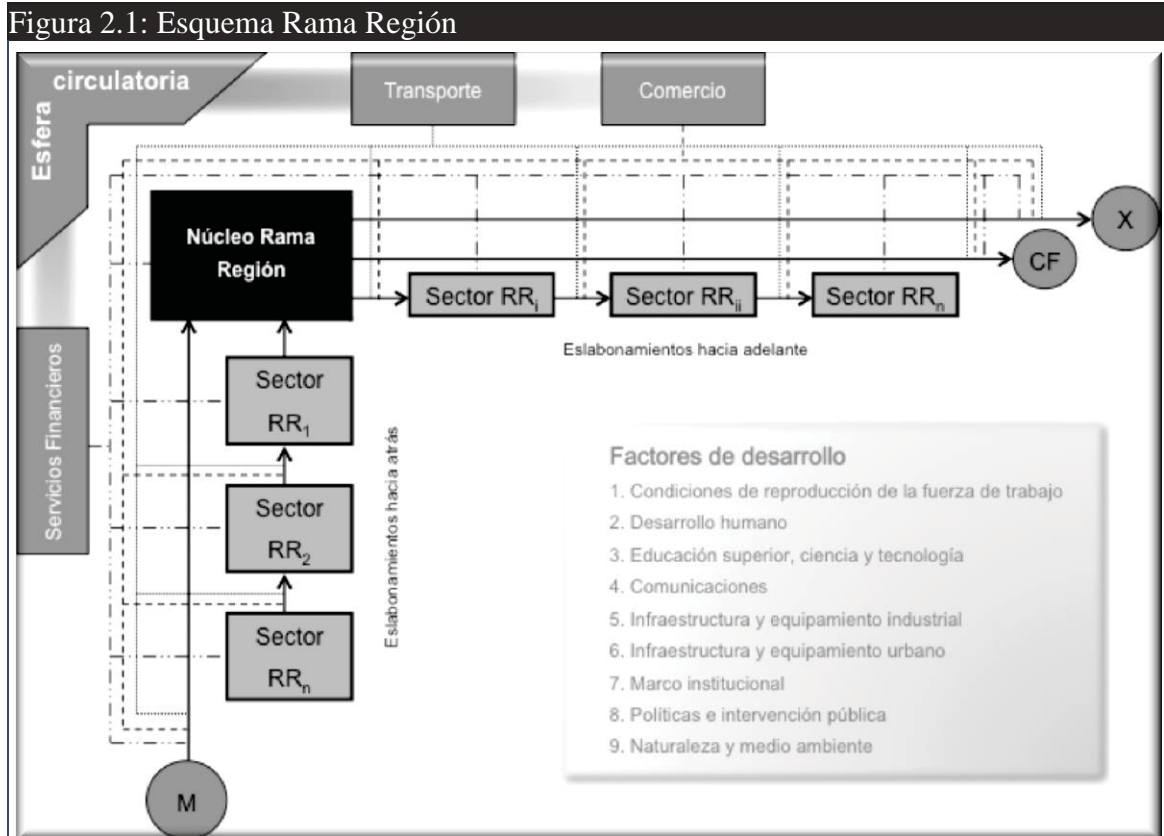 Figura 2.1: Esquema Rama Región
circulatoria
Esfera
Transporte
Comercio
Núcleo Rama
Región
X
CF
Sector RRi
Sector RRii
Sector RRn
Eslabonamientos hacia adelante
Servicios Financieros
Sector
RR1
Sector
RR2
Sector
RRn
Eslabonamientos hacia atrás
M
Factores de desarrollo
1. Condiciones de reproducción de la fuerza de trabajo
2. Desarrollo humano
3. Educación superior, ciencia y tecnología
4. Comunicaciones
5. Infraestructura y equipamiento industrial
6. Infraestructura y equipamiento urbano
7. Marco institucional
8. Políticas e intervención pública
9. Naturaleza y medio ambiente